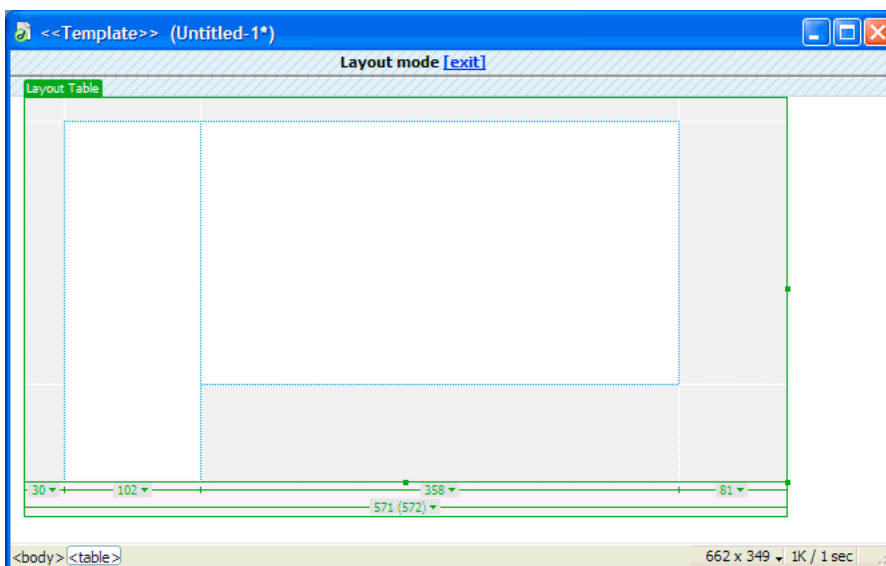 <<Template>> (Untitled-1*)
Layout mode [exit]
Layout Table
30 102 358 81
571 (572)
<body> <table> 662 x 349 1K / 1 sec